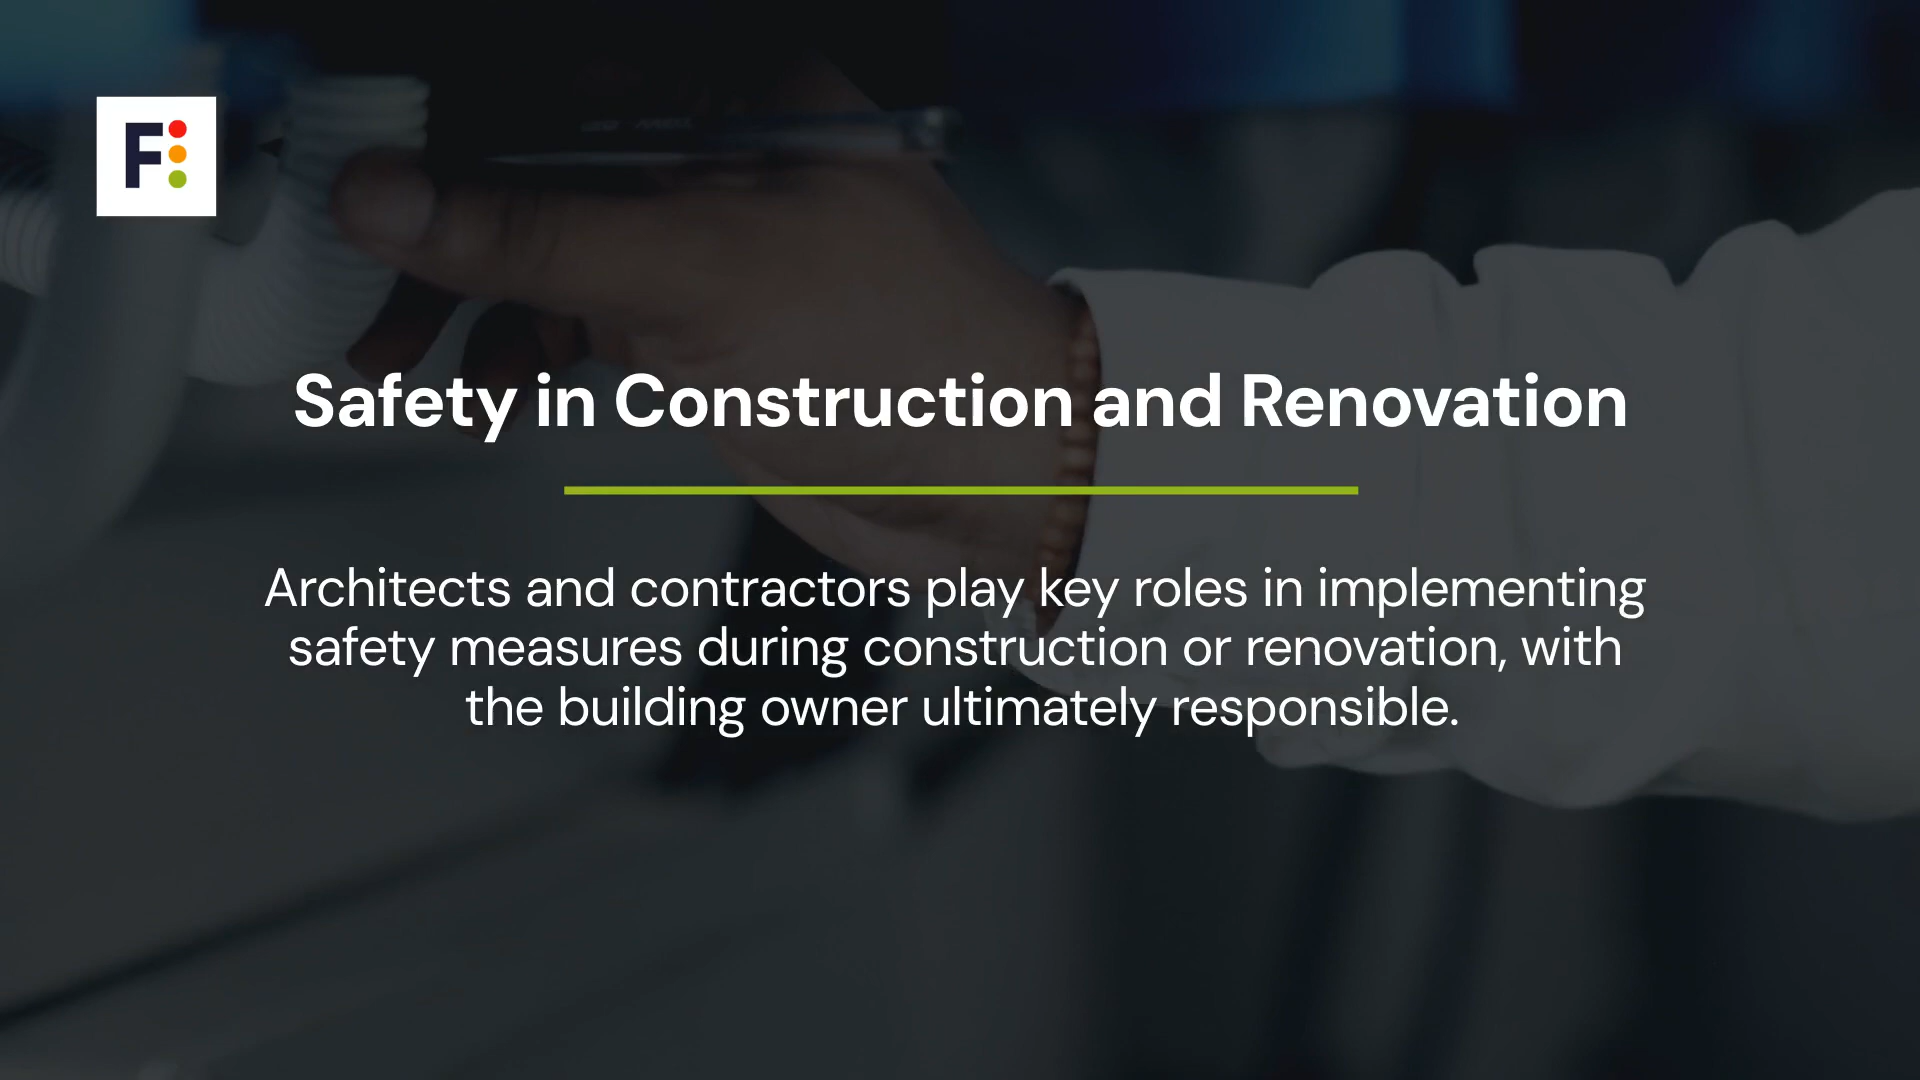 F
Safety in Construction and Renovation
Architects and contractors play key roles in implementing
safety measures during construction or renovation, with
the building owner ultimately responsible.